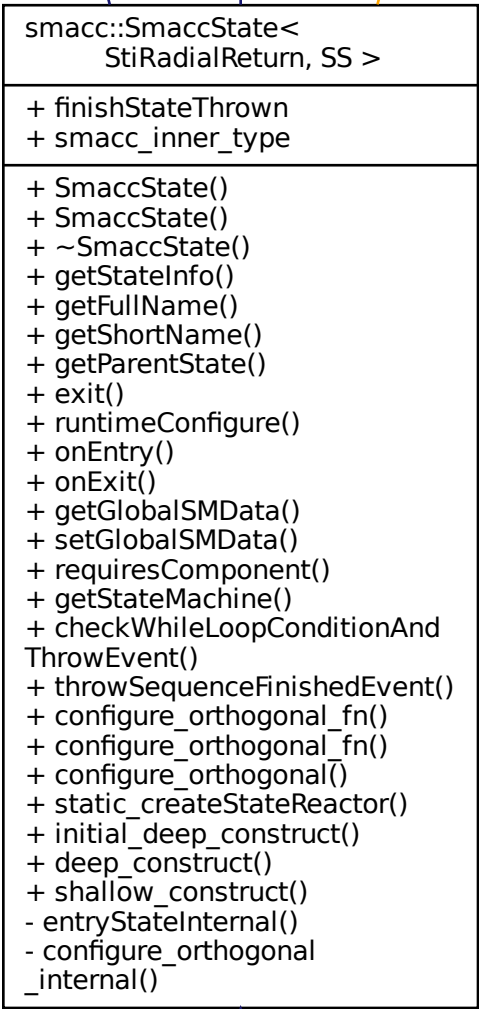 smacc::SmaccState<
StiRadialReturn, SS >
+ finishStateThrown
+ smacc_inner_type
+ SmaccState()
+ SmaccState()
+ ~SmaccState()
+ getStateInfo()
+ getFullName()
+ getShortName()
+ getParentState()
+ exit()
+ runtimeConfigure()
+ onEntry()
+ onExit()
+ getGlobalSMData()
+ setGlobalSMData()
+ requiresComponent()
+ getStateMachine()
+ checkWhileLoopConditionAnd
ThrowEvent()
+ throwSequenceFinishedEvent()
+ configure_orthogonal_fn()
+ configure_orthogonal_fn()
+ configure_orthogonal()
+ static_createStateReactor()
+ initial_deep_construct()
+ deep_construct()
+ shallow_construct()
- entryStateInternal()
- configure_orthogonal
_internal()